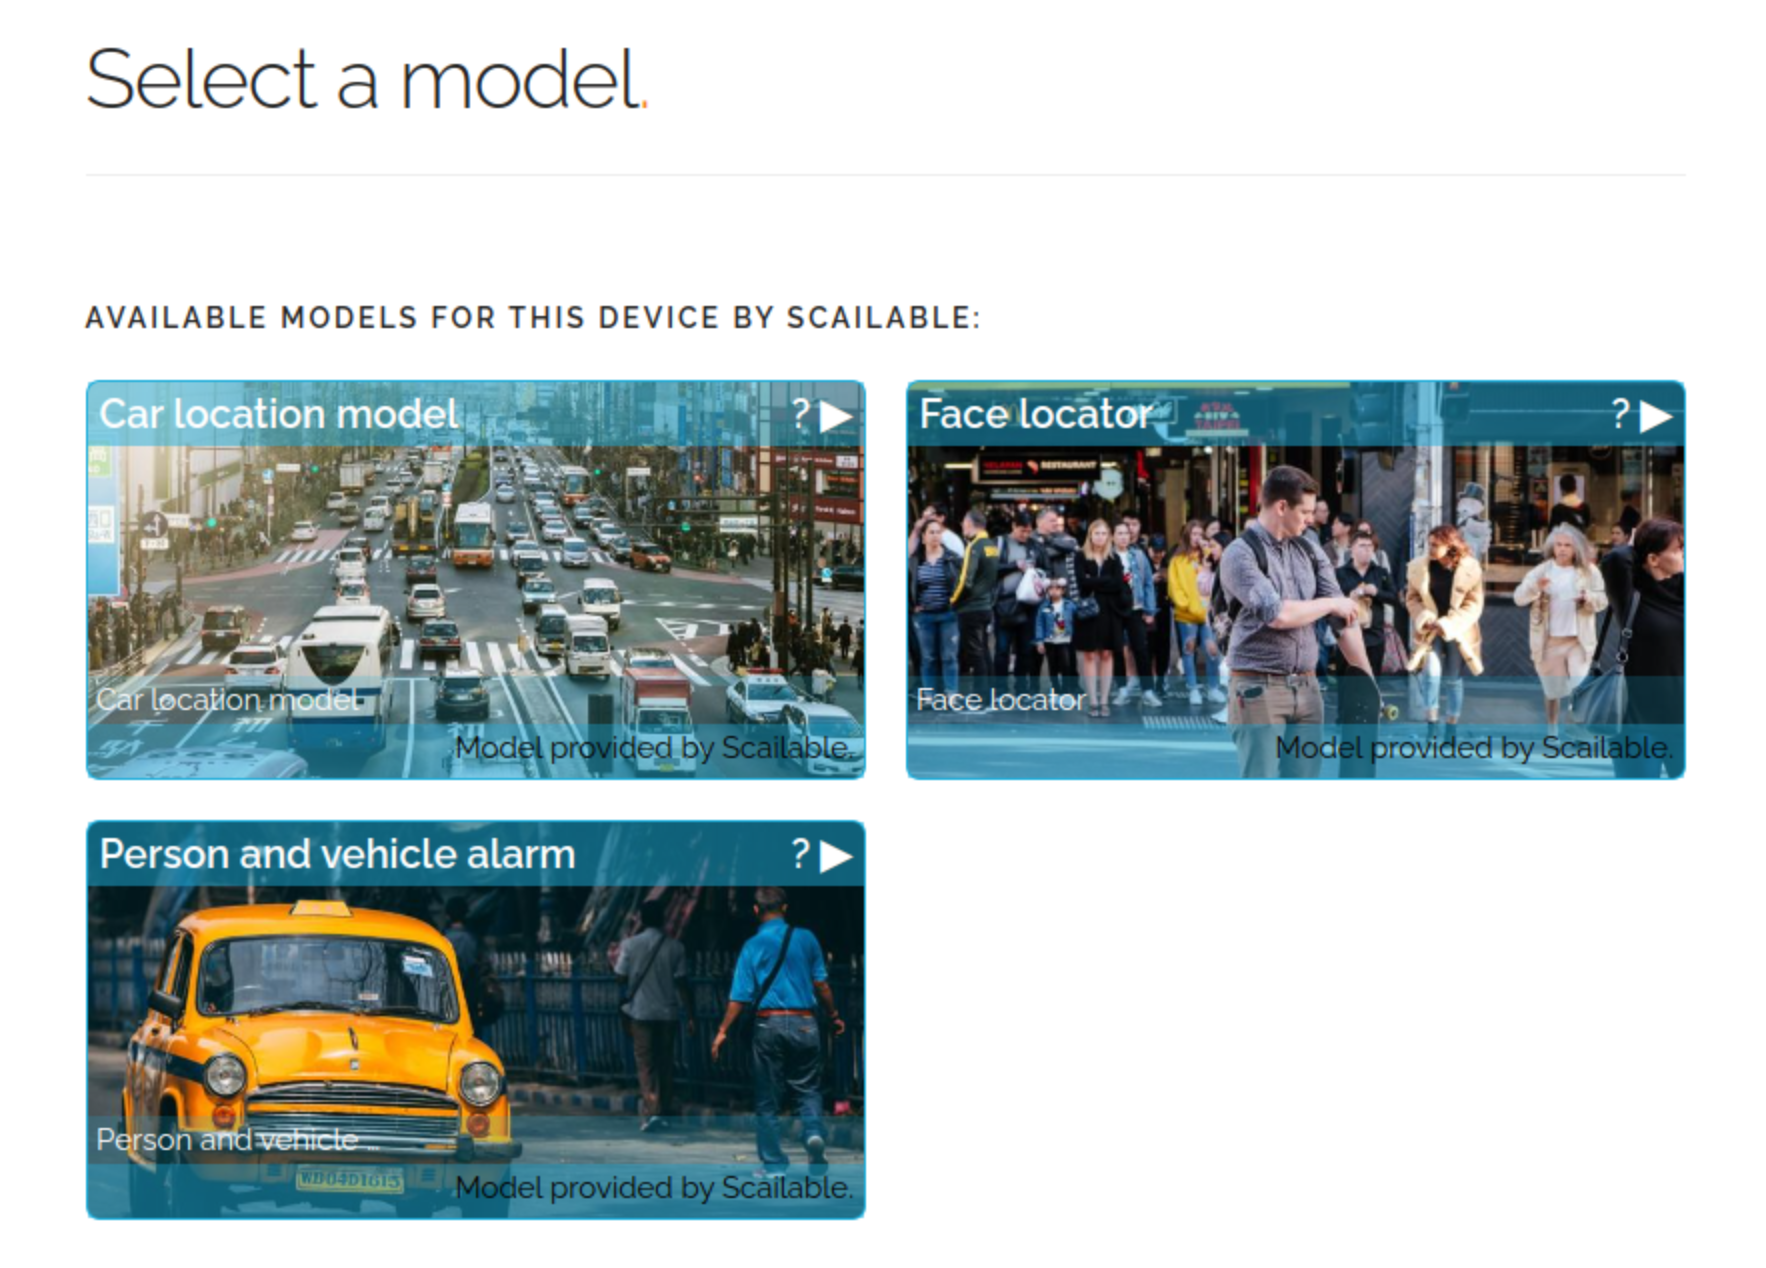 Select a model.
AVAILABLE MODELS FOR THIS DEVICE BY SCAILABLE:
Car location model ? ▶
Car location model
Model provided by Scailable.
Face locator ? ▶
RESTAURANT
Face locator
Model provided by Scailable.
Person and vehicle alarm ? ▶
Person and vehicle ...
WB04D1615
Model provided by Scailable.